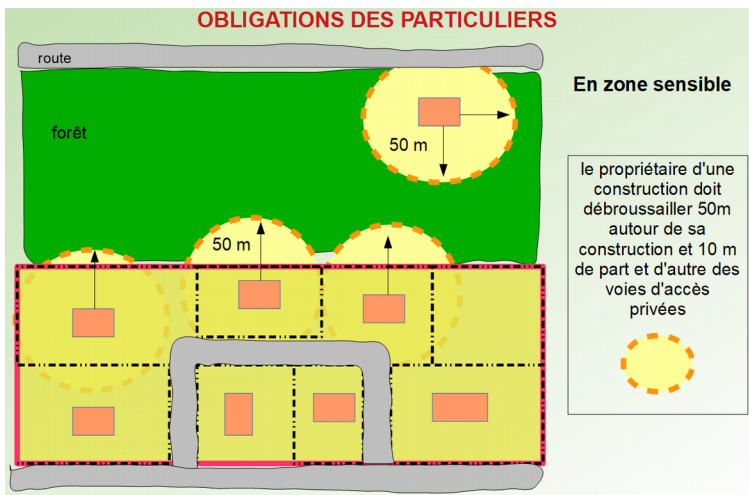 OBLIGATIONS DES PARTICULIERS
route
En zone sensible
forêt
50 m
le propriétaire d'une
construction doit
débroussailler 50m
autour de sa
construction et 10 m
de part et d'autre des
voies d'accès
privées
50 m